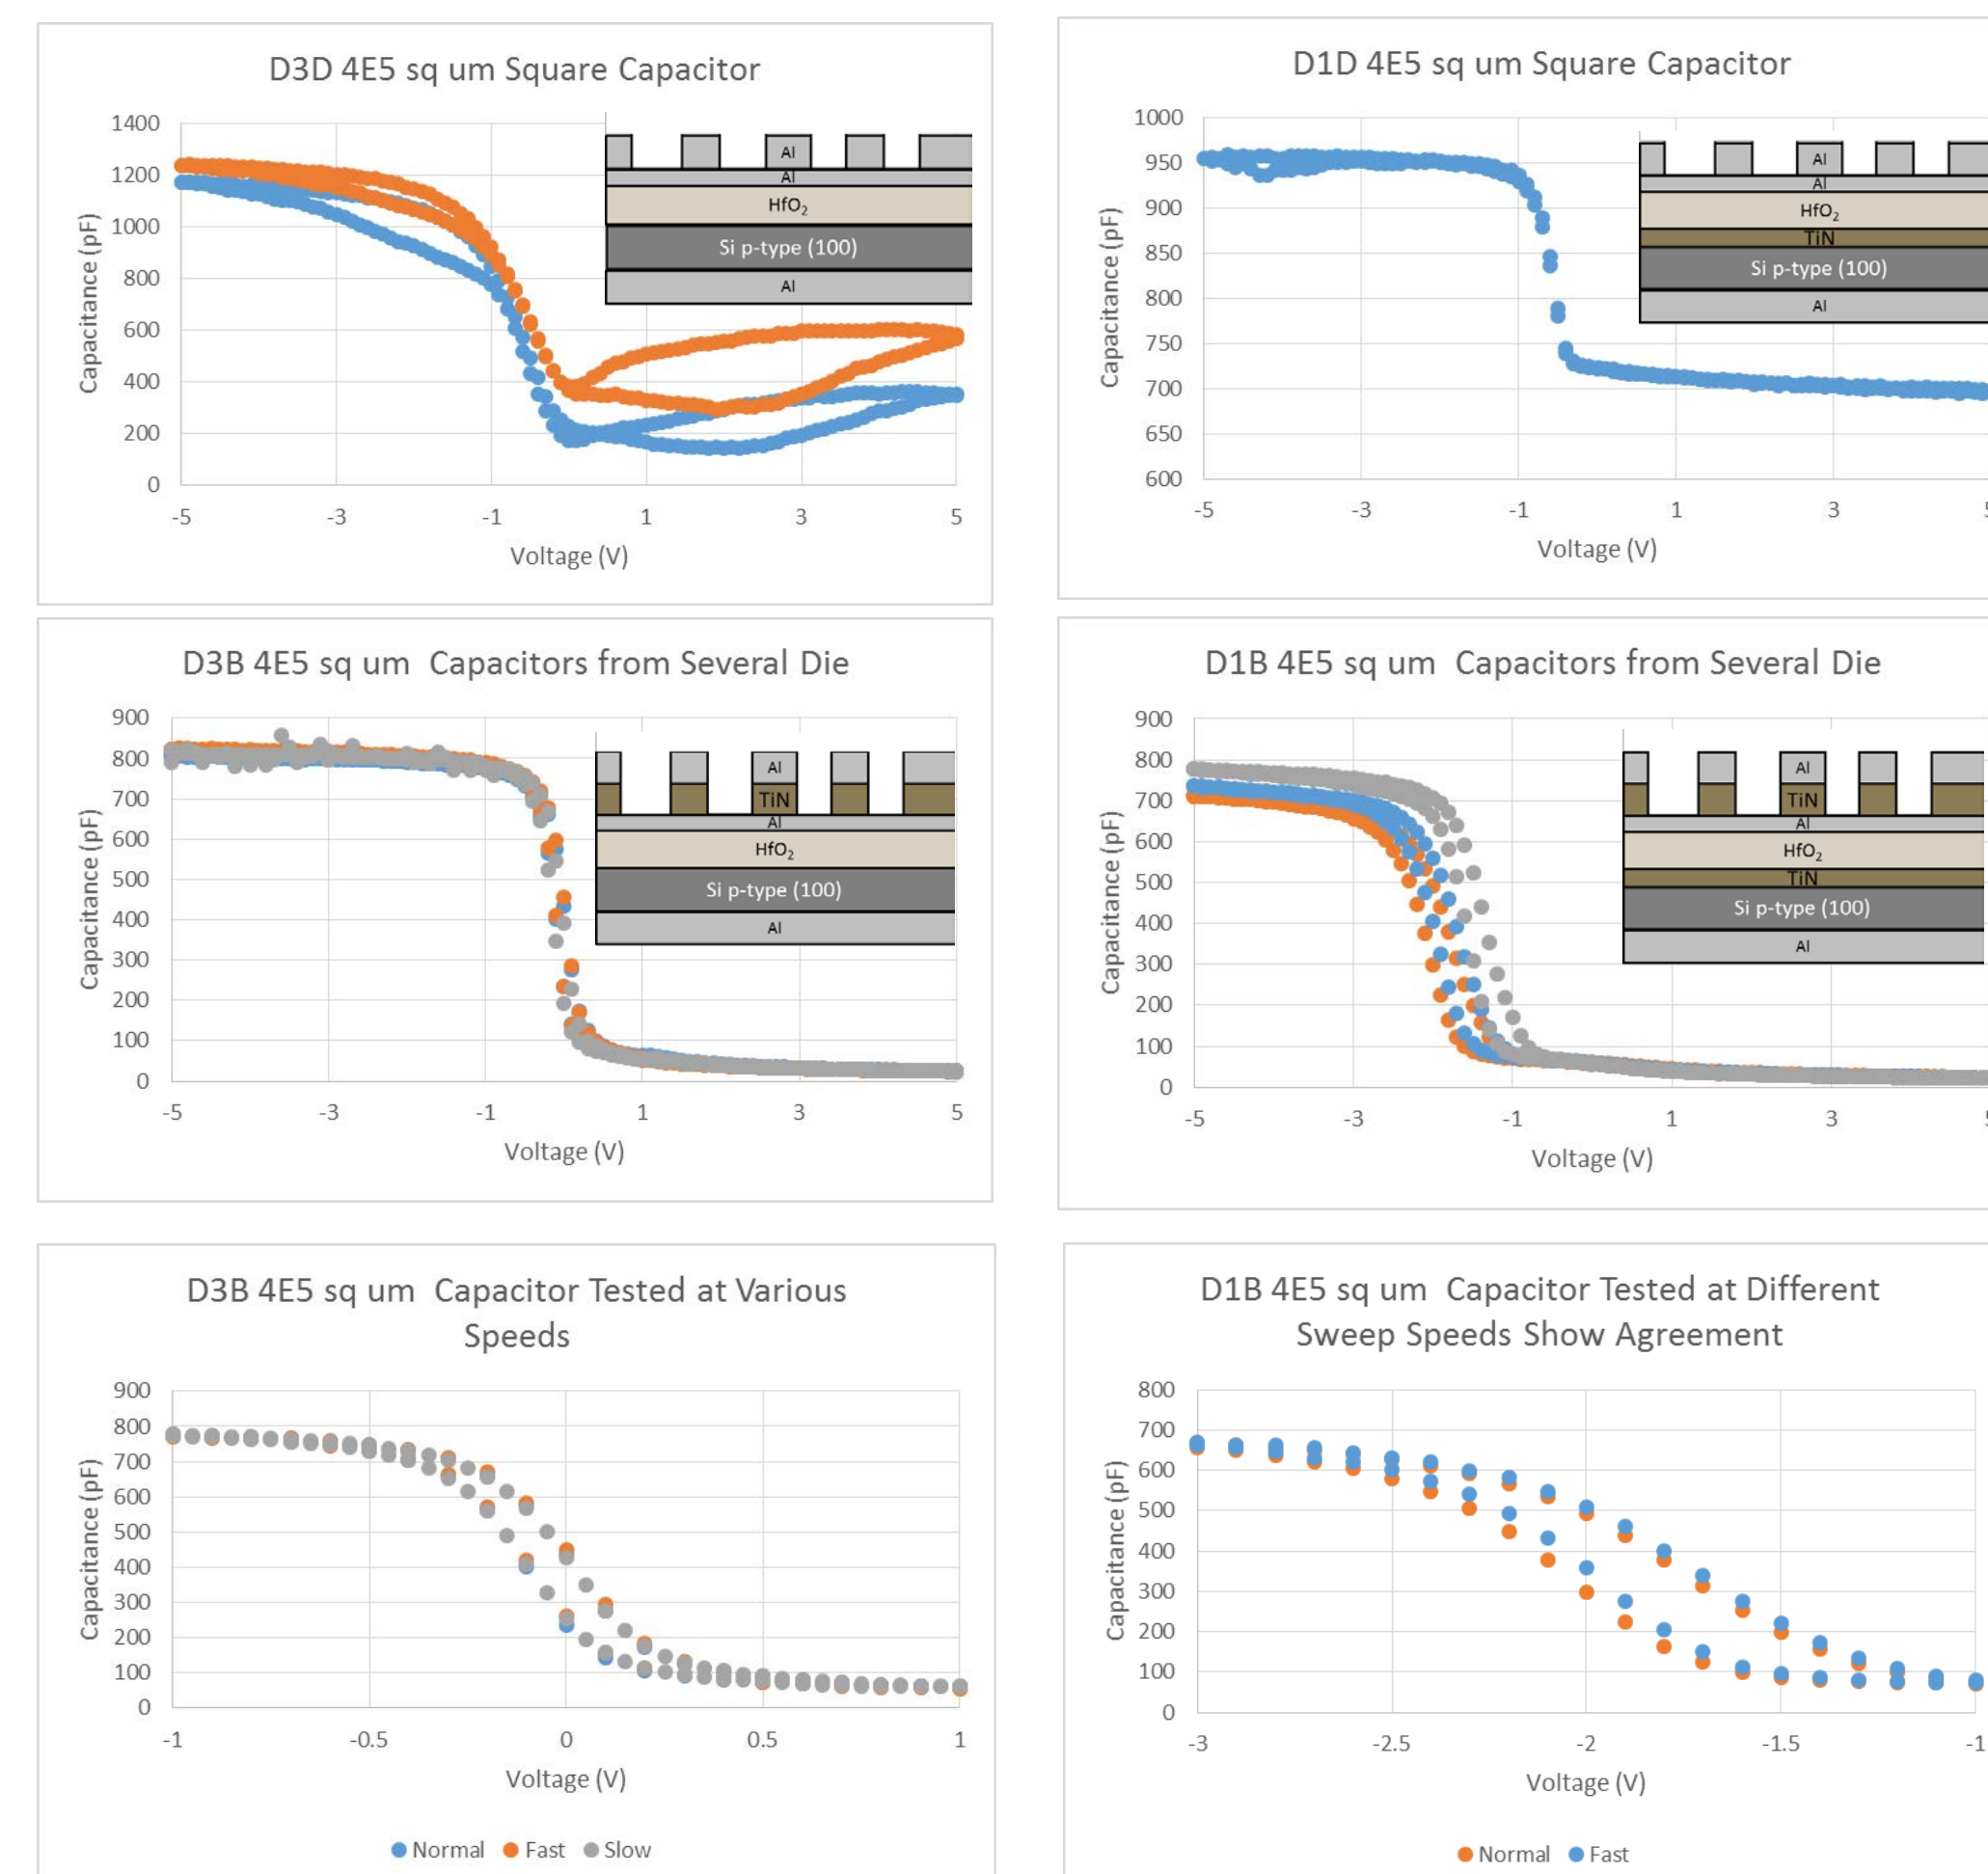 D3D 4E5 sq um Square Capacitor
1400
1200
1000
800
600
400
200
0
Capacitance (pF)
-5 -3 -1 1 3 5
Voltage (V)
Al
Al
HfO₂
Si p-type (100)
Al
D1D 4E5 sq um Square Capacitor
1000
950
900
850
800
750
700
650
600
Capacitance (pF)
-5 -3 -1 1 3
Voltage (V)
Al
Al
HfO₂
TiN
Si p-type (100)
Al
D3B 4E5 sq um Capacitors from Several Die
900
800
700
600
500
400
300
200
100
0
Capacitance (pF)
-5 -3 -1 1 3 5
Voltage (V)
Al
TiN
Al
HfO₂
Si p-type (100)
Al
D1B 4E5 sq um Capacitors from Several Die
900
800
700
600
500
400
300
200
100
0
Capacitance (pF)
-5 -3 -1 1 3
Voltage (V)
Al
TiN
Al
HfO₂
TiN
Si p-type (100)
Al
D3B 4E5 sq um Capacitor Tested at Various
Speeds
900
800
700
600
500
400
300
200
100
0
Capacitance (pF)
-1 -0.5 0 0.5 1
Voltage (V)
Normal Fast Slow
D1B 4E5 sq um Capacitor Tested at Different
Sweep Speeds Show Agreement
800
700
600
500
400
300
200
100
0
Capacitance (pF)
-3 -2.5 -2 -1.5 -1
Voltage (V)
Normal Fast